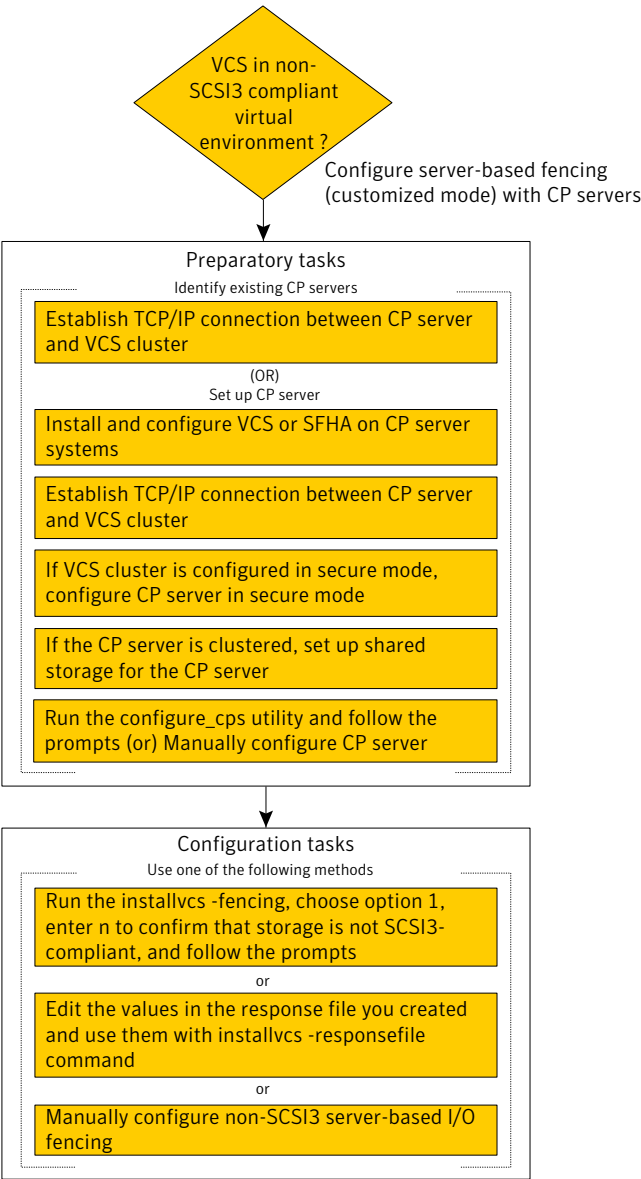 VCS in non-
SCSI3 compliant
virtual
environment ?
Configure server-based fencing
(customized mode) with CP servers
Preparatory tasks
Identify existing CP servers
Establish TCP/IP connection between CP server
and VCS cluster
(OR)
Set up CP server
Install and configure VCS or SFHA on CP server
systems
Establish TCP/IP connection between CP server
and VCS cluster
If VCS cluster is configured in secure mode,
configure CP server in secure mode
If the CP server is clustered, set up shared
storage for the CP server
Run the configure_cps utility and follow the
prompts (or) Manually configure CP server
Configuration tasks
Use one of the following methods
Run the installvcs -fencing, choose option 1,
enter n to confirm that storage is not SCSI3-
compliant, and follow the prompts
or
Edit the values in the response file you created
and use them with installvcs -responsefile
command
or
Manually configure non-SCSI3 server-based I/O
fencing